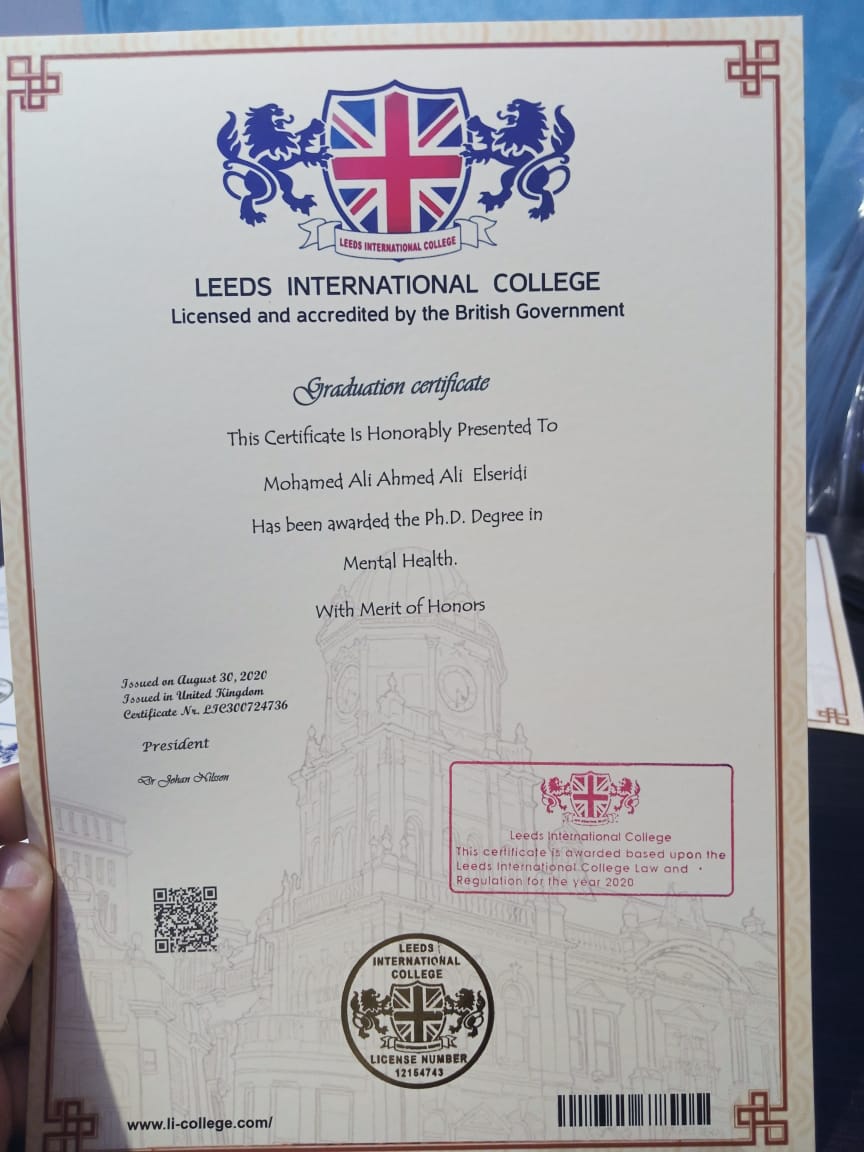 LEEDS INTERNATIONAL COLLEGE
LEEDS INTERNATIONAL COLLEGE
Licensed and accredited by the British Government
Graduation certificate
This Certificate Is Honorably Presented To
Mohamed Ali Ahmed Ali Elseridi
Has been awarded the Ph.D. Degree in
Mental Health.
With Merit of Honors
Issued on August 30, 2020
Issued in United Kingdom
Certificate Nr. LIC300724736
President
Dr Johan Nilsson
Leeds International College
This certificate is awarded based upon the
Leeds International College Law and
Regulation for the year 2020
LEEDS
INTERNATIONAL
COLLEGE
LICENSE NUMBER
12154743
www.li-college.com/